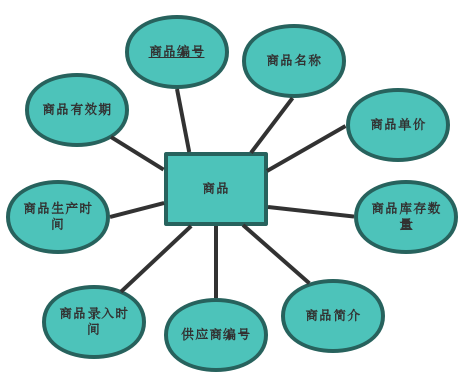 商品编号
商品名称
商品有效期
商品单价
商品
商品生产时
间
商品库存数
量
商品录入时
间
供应商编号
商品简介